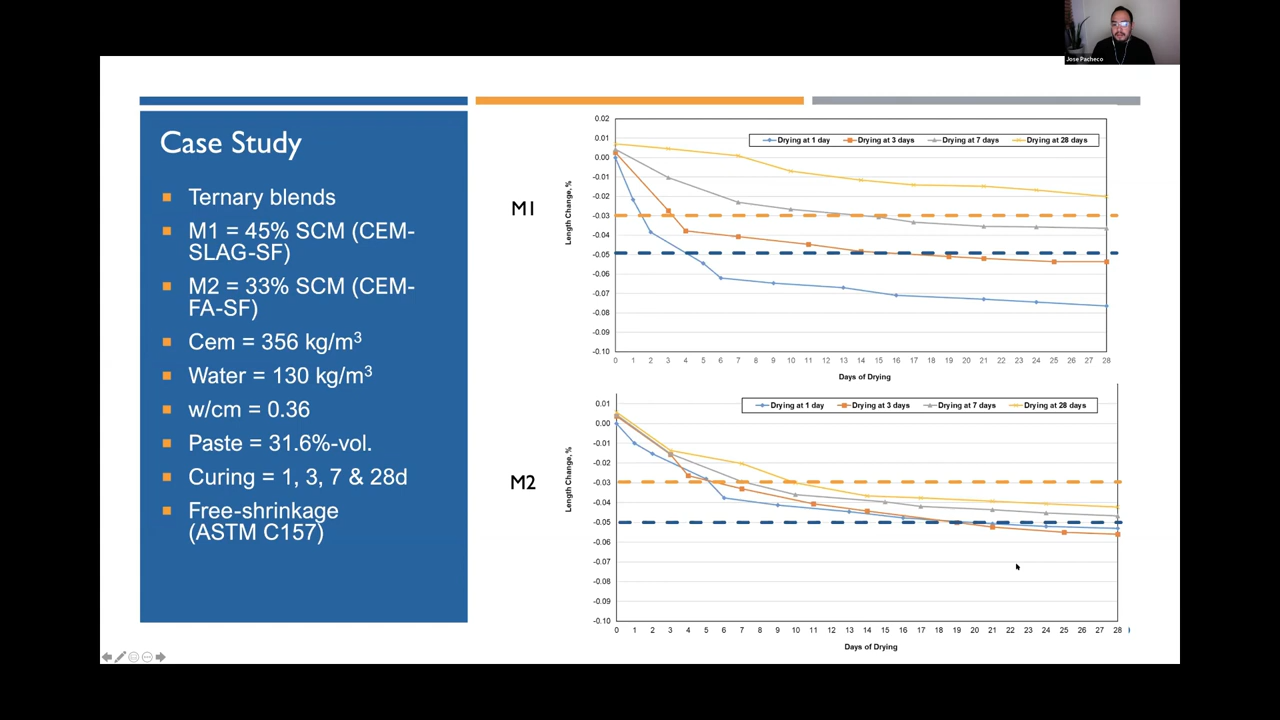 Jose Pacheco
Case Study
Ternary blends
M1 = 45% SCM (CEM-
SLAG-SF)
M2 = 33% SCM (CEM-
FA-SF)
Cem = 356 kg/m³
Water = 130 kg/m³
w/cm = 0.36
Paste = 31.6%-vol.
Curing = 1, 3, 7 & 28d
Free-shrinkage
(ASTM C157)
M1
Length Change, %
0.02
0.01
0.00
-0.01
-0.02
-0.03
-0.04
-0.05
-0.06
-0.07
-0.08
-0.09
-0.10
Drying at 1 day Drying at 3 days Drying at 7 days Drying at 28 days
0 1 2 3 4 5 6 7 8 9 10 11 12 13 14 15 16 17 18 19 20 21 22 23 24 25 26 27 28
Days of Drying
M2
Length Change, %
0.01
0.00
-0.01
-0.02
-0.03
-0.04
-0.05
-0.06
-0.07
-0.08
-0.09
-0.10
Drying at 1 day Drying at 3 days Drying at 7 days Drying at 28 days
0 1 2 3 4 5 6 7 8 9 10 11 12 13 14 15 16 17 18 19 20 21 22 23 24 25 26 27 28
Days of Drying